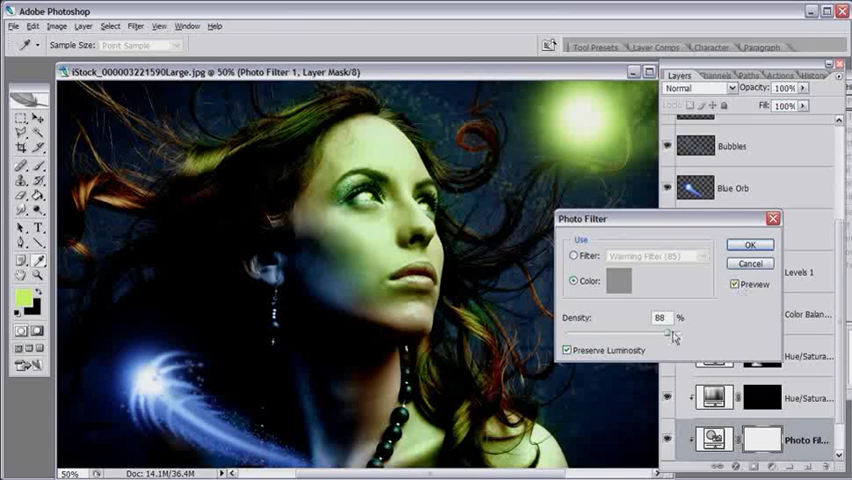 Adobe Photoshop
File Edit Image Layer Select Filter View Window Help
Sample Size: Point Sample
Tool Presets Layer Comps Character Paragraph
iStock_000003221590Large.jpg @ 50% (Photo Filter 1, Layer Mask/8)
Layers Channels Paths Actions History
Normal Opacity: 100%
Lock: Fill: 100%
Bubbles
Blue Orb
Photo Filter
Use
Filter: Warming Filter (85)
Color:
OK
Cancel
Preview
Density: 88 %
Preserve Luminosity
Levels 1
Color Balan...
Hue/Satura...
Hue/Satura...
Photo Fil...
T
50% Doc: 14.1M/36.4M